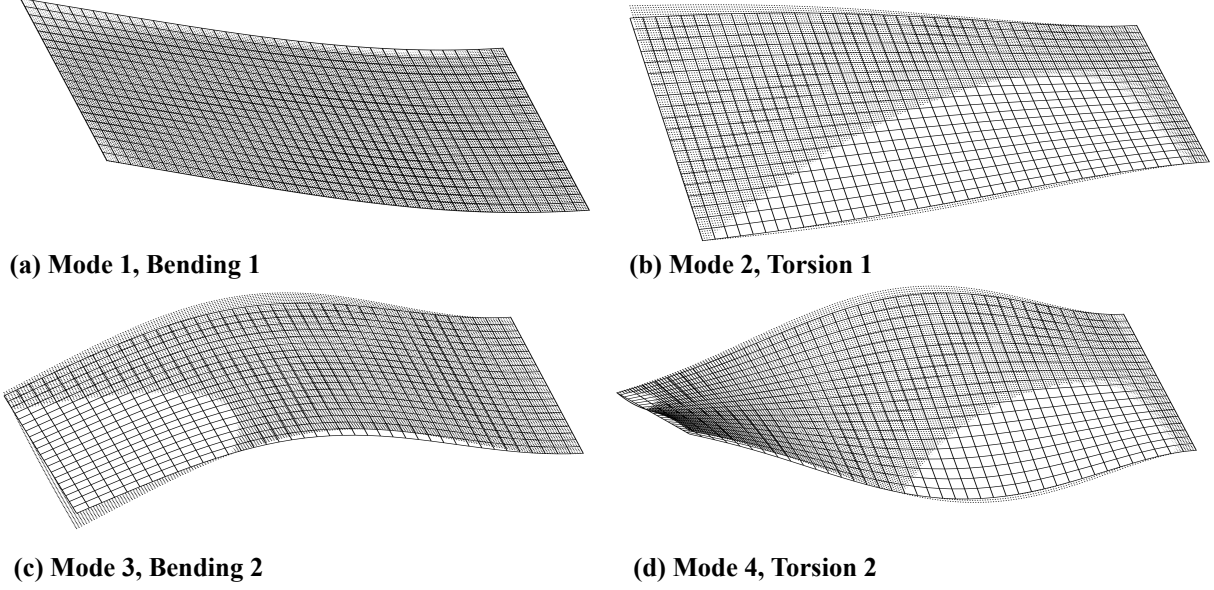 (a) Mode 1, Bending 1
(b) Mode 2, Torsion 1
(c) Mode 3, Bending 2
(d) Mode 4, Torsion 2